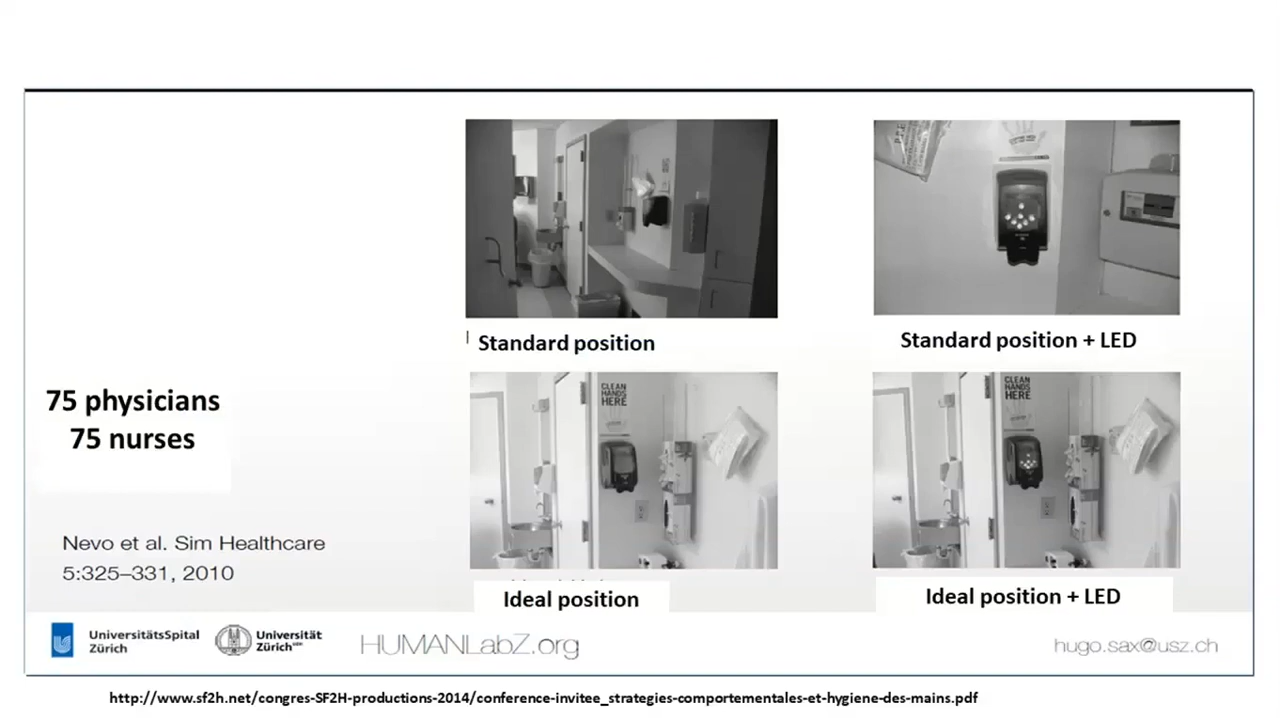 PRE
Standard position
Standard position + LED
75 physicians
75 nurses
CLEAN
HANDS
HERE
CLEAN
HANDS
HERE
Nevo et al. Sim Healthcare
5:325–331, 2010
Ideal position
Ideal position + LED
UniversitätsSpital
Zürich
Universität
Zürich
HUMANLabZ.org
hugo.sax@usz.ch
http://www.sf2h.net/congres-SF2H-productions-2014/conference-invitee_strategies-comportementales-et-hygiene-des-mains.pdf